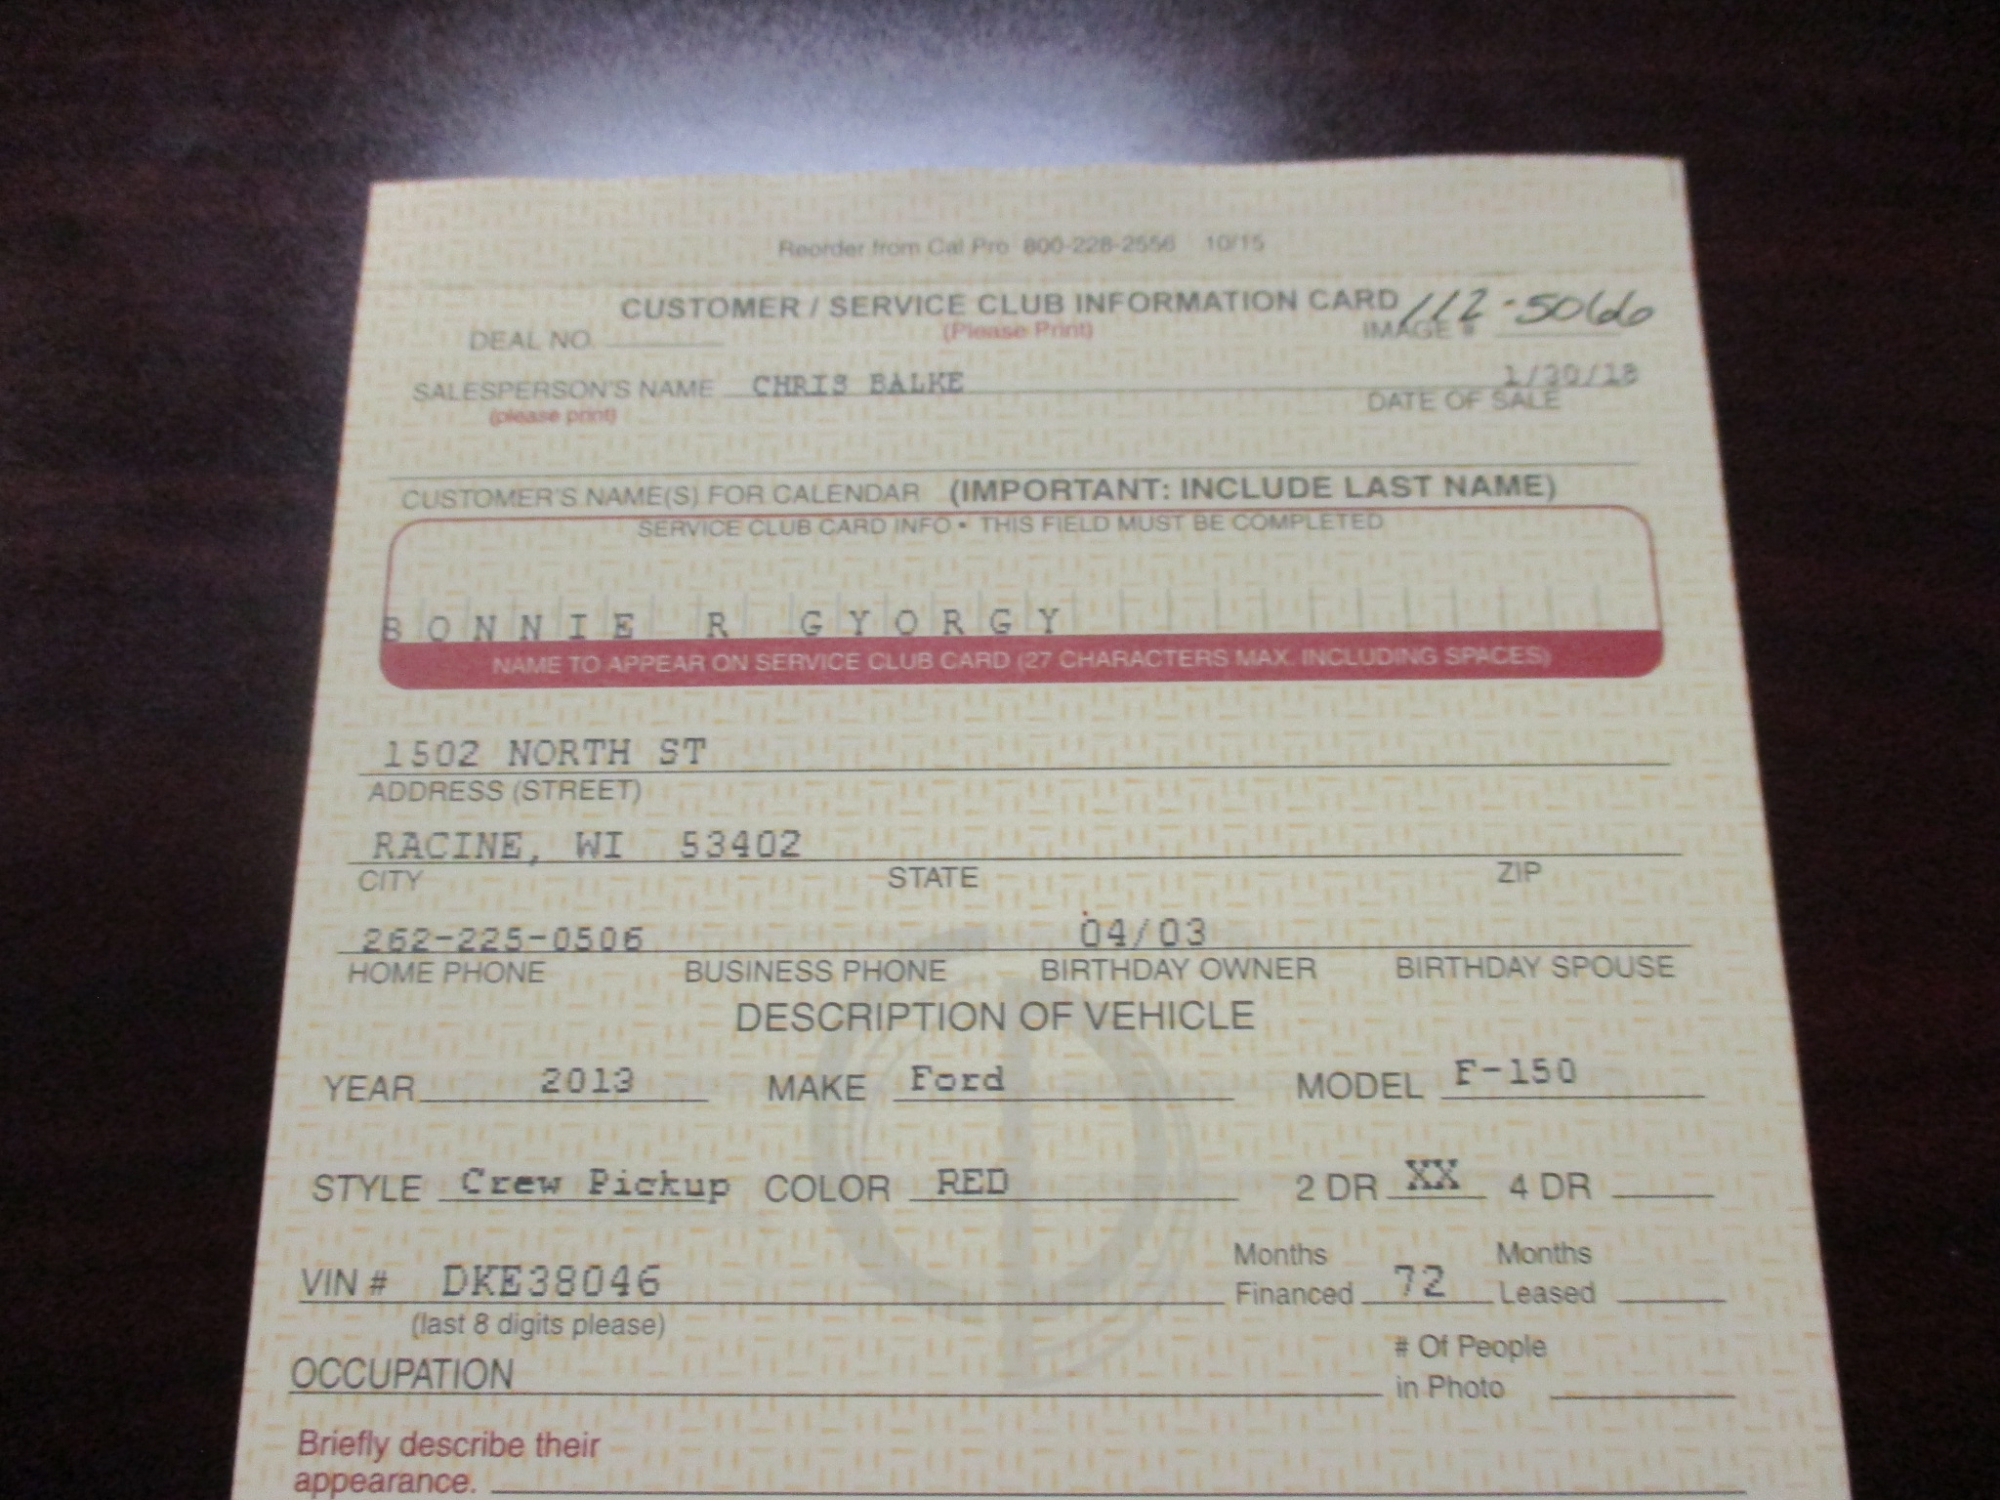 Reorder from Cal Pro 800-228-2556 10/15
CUSTOMER / SERVICE CLUB INFORMATION CARD 112-5066
DEAL NO. (Please Print) IMAGE #
SALESPERSON'S NAME CHRIS BALKE 1/30/18
(please print) DATE OF SALE
CUSTOMER'S NAME(S) FOR CALENDAR (IMPORTANT: INCLUDE LAST NAME)
SERVICE CLUB CARD INFO • THIS FIELD MUST BE COMPLETED
BONNIE R GYORGY
NAME TO APPEAR ON SERVICE CLUB CARD (27 CHARACTERS MAX. INCLUDING SPACES)
1502 NORTH ST
ADDRESS (STREET)
RACINE, WI 53402
CITY STATE ZIP
262-225-0506 04/03
HOME PHONE BUSINESS PHONE BIRTHDAY OWNER BIRTHDAY SPOUSE
DESCRIPTION OF VEHICLE
YEAR 2013 MAKE Ford MODEL F-150
STYLE Crew Pickup COLOR RED 2 DR XX 4 DR
VIN # DKE38046 Months Financed 72 Months Leased
(last 8 digits please)
OCCUPATION # Of People in Photo
Briefly describe their
appearance.